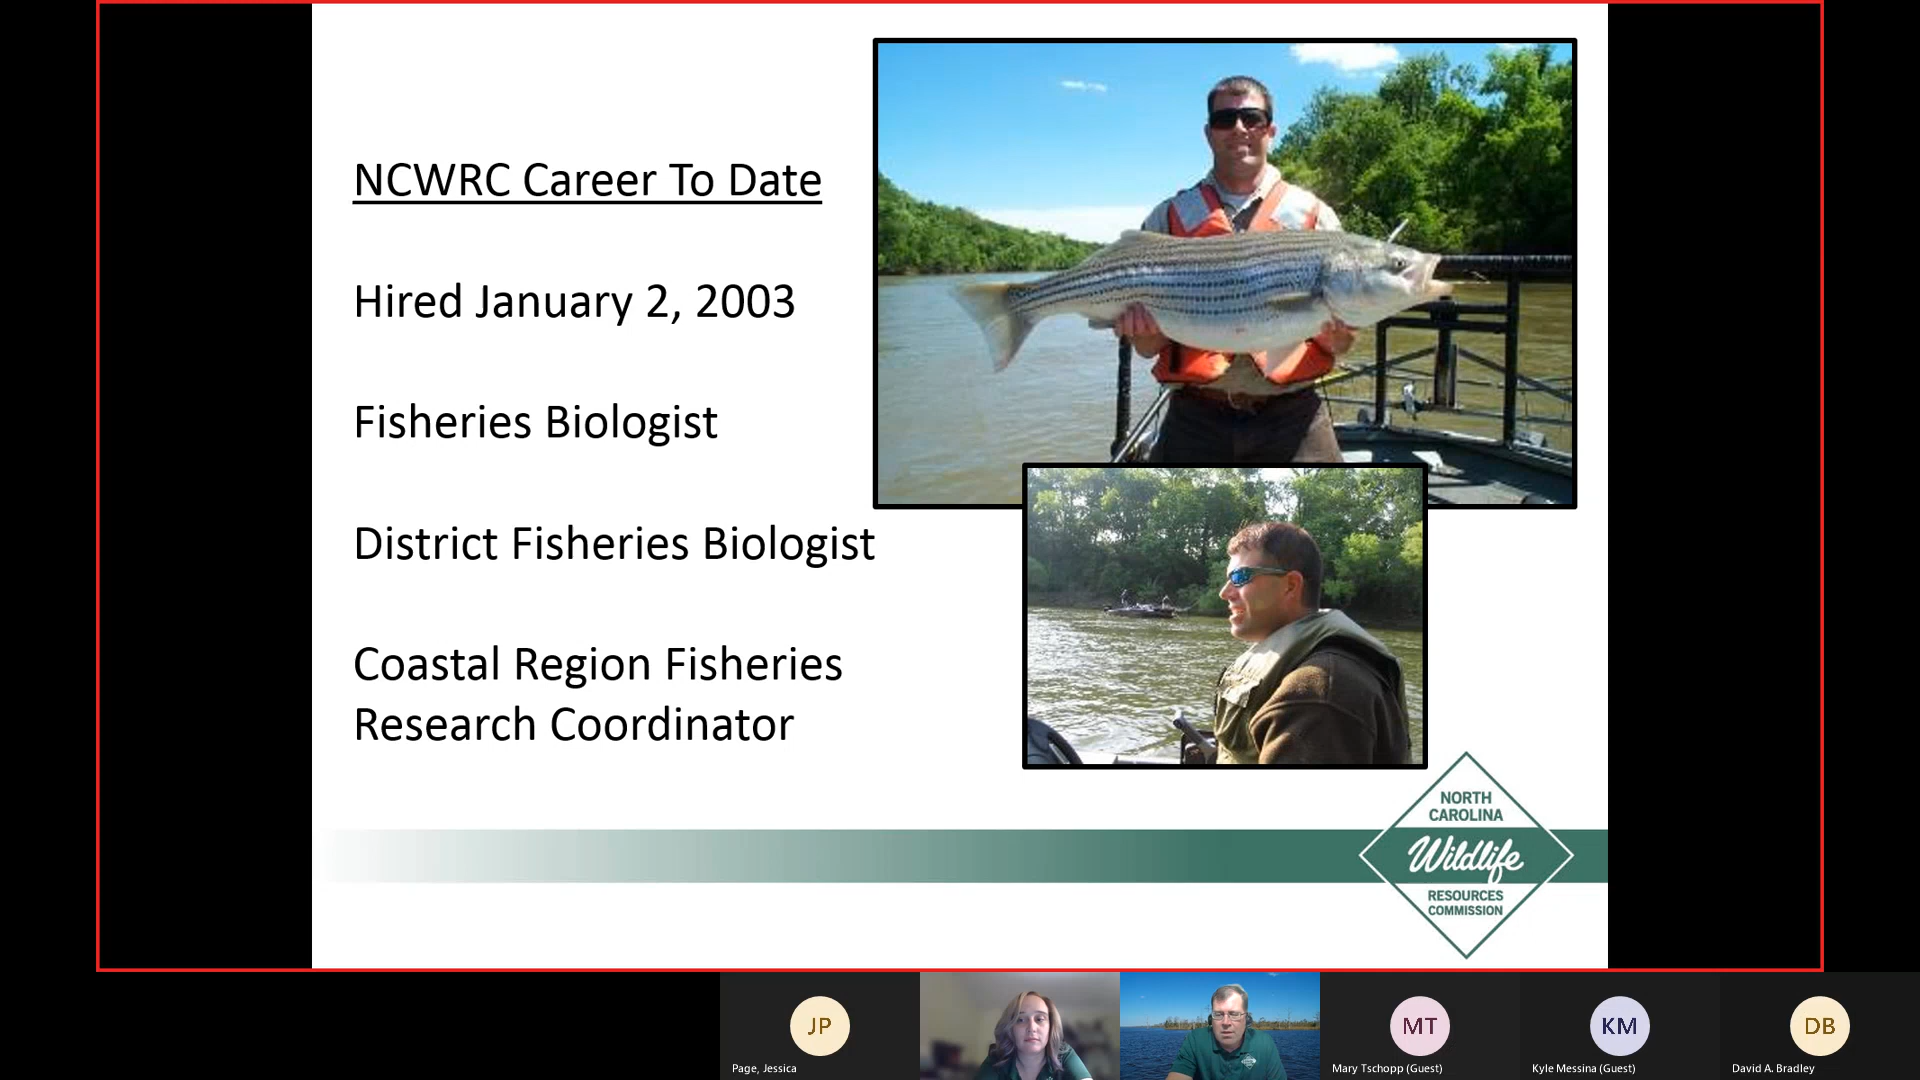 NCWRC Career To Date
Hired January 2, 2003
Fisheries Biologist
District Fisheries Biologist
Coastal Region Fisheries
Research Coordinator
NORTH
CAROLINA
Wildlife
RESOURCES
COMMISSION
JP
Page, Jessica
MT
Mary Tschopp (Guest)
KM
Kyle Messina (Guest)
DB
David A. Bradley